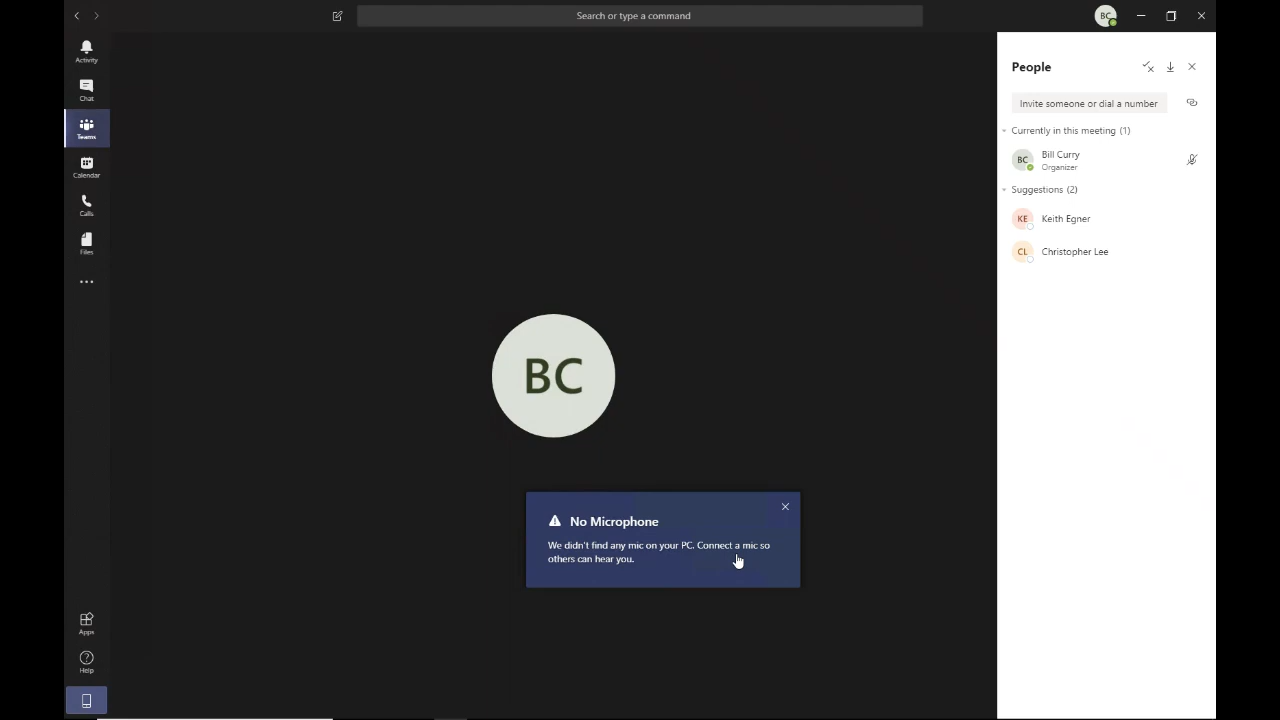 Search or type a command
BC
Activity
Chat
Teams
Calendar
Calls
Files
Apps
Help
BC
No Microphone
We didn't find any mic on your PC. Connect a mic so
others can hear you.
People
Invite someone or dial a number
Currently in this meeting (1)
BC
Bill Curry
Organizer
Suggestions (2)
KE
Keith Egner
CL
Christopher Lee